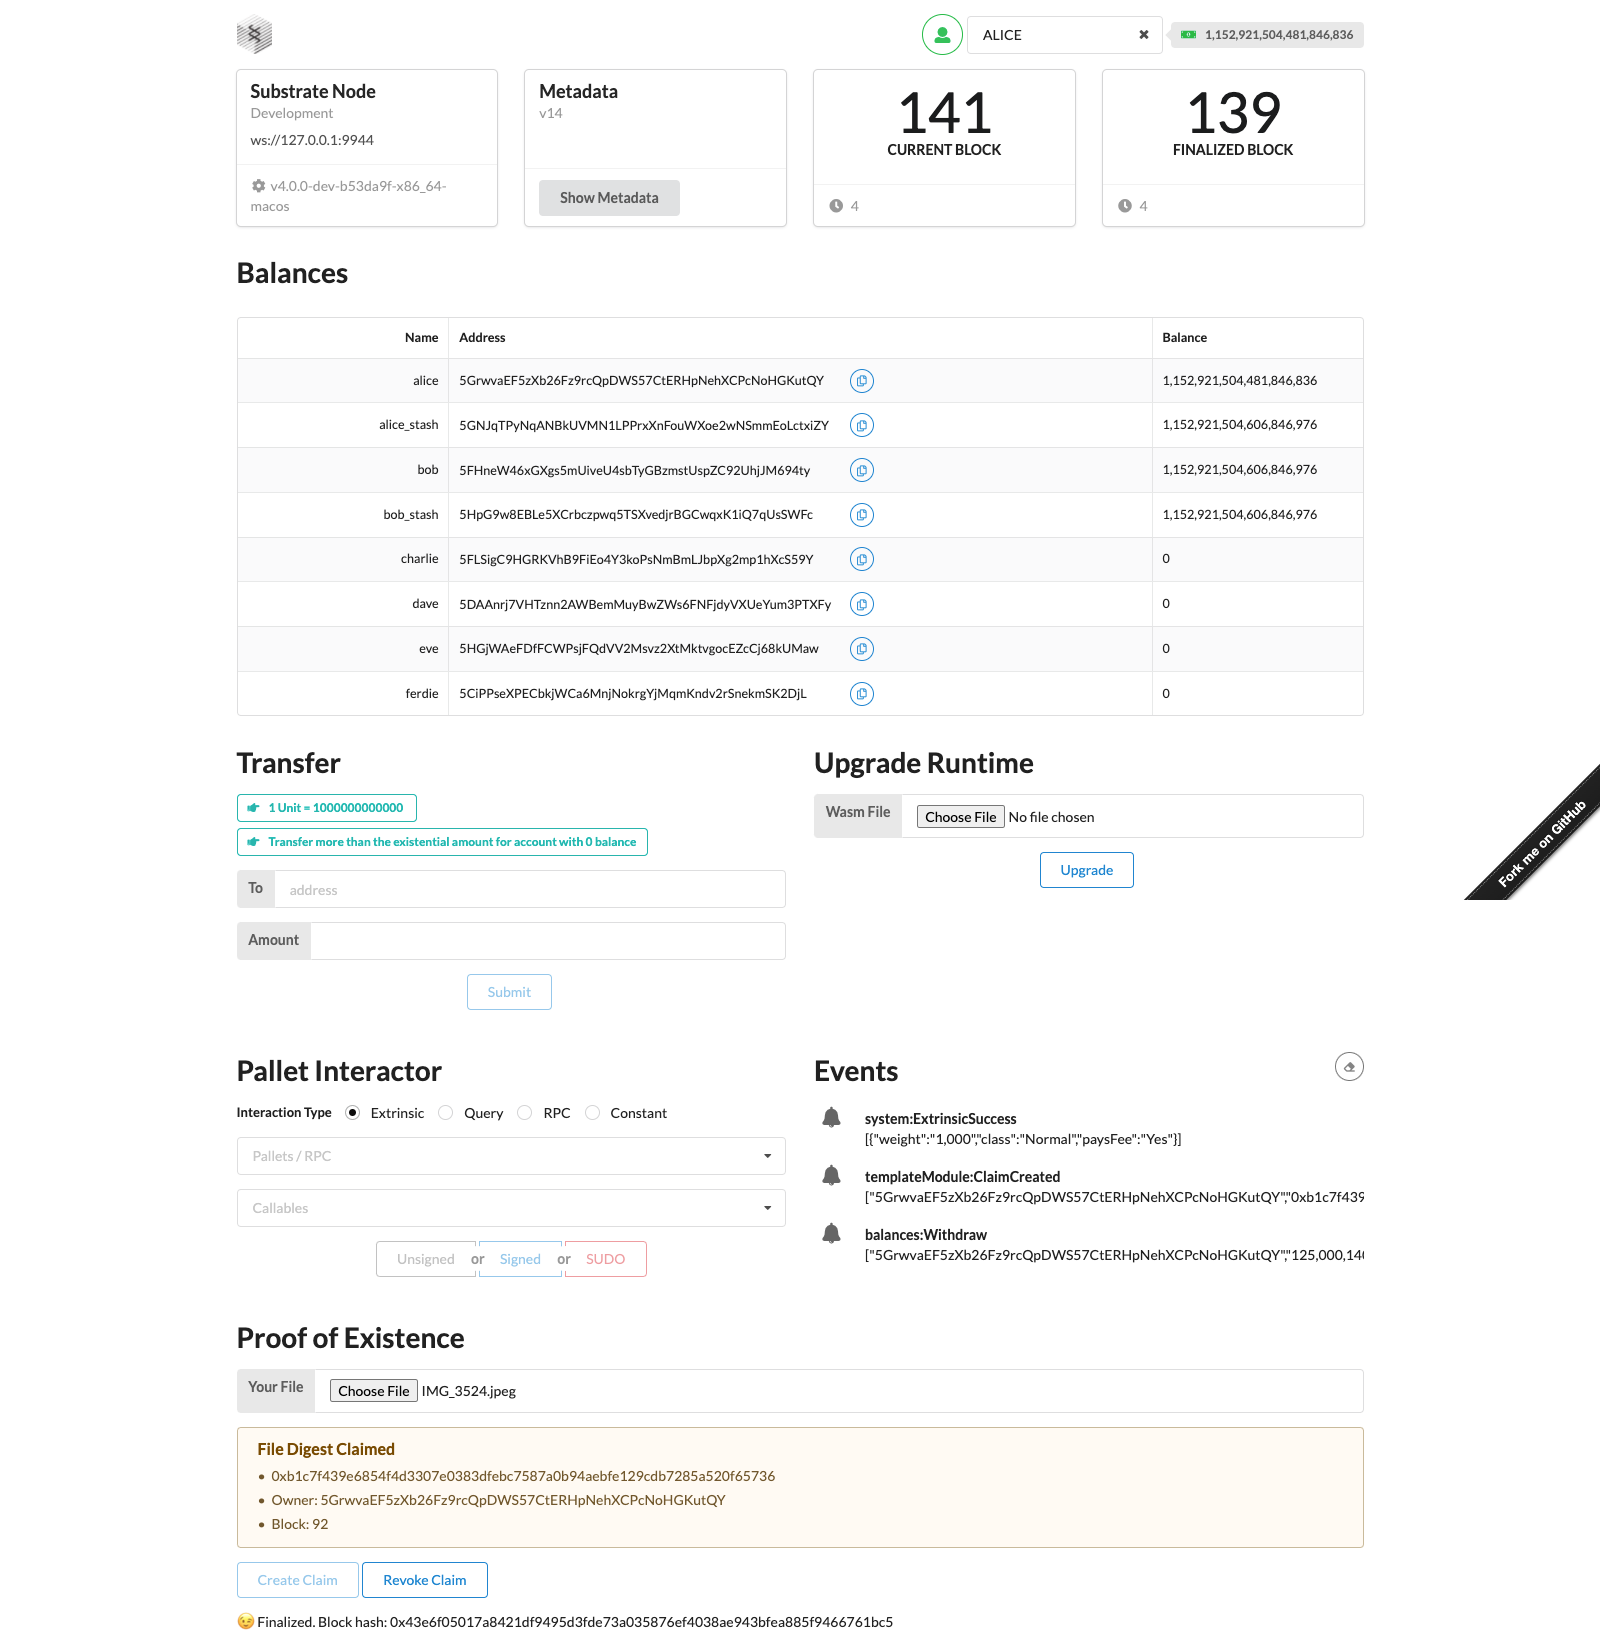 ALICE
1,152,921,504,481,846,836
Substrate Node
Development
ws://127.0.0.1:9944
v4.0.0-dev-b53da9f-x86_64-
macos
Metadata
v14
Show Metadata
141
CURRENT BLOCK
4
139
FINALIZED BLOCK
4
Balances
Name Address Balance
alice 5GrwvaEF5zXb26Fz9rcQpDWS57CtERHpNehXCPcNoHGKutQY 1,152,921,504,481,846,836
alice_stash 5GNJqTPyNqANBkUVMN1LPPrxXnFouWXoe2wNSmmEoLctxiZY 1,152,921,504,606,846,976
bob 5FHneW46xGXgs5mUiveU4sbTyGBzmstUspZC92UhjJM694ty 1,152,921,504,606,846,976
bob_stash 5HpG9w8EBLe5XCrbczpwq5TSXvedjrBGCwqxK1iQ7qUsSWFc 1,152,921,504,606,846,976
charlie 5FLSigC9HGRKVhB9FiEo4Y3koPsNmBmLJbpXg2mp1hXcS59Y 0
dave 5DAAnrj7VHTznn2AWBemMuyBwZWs6FNFjdyVXUeYum3PTXFy 0
eve 5HGjWAeFDfFCWPsjFQdVV2Msvz2XtMktvgocEZcCj68kUMaw 0
ferdie 5CiPPseXPECbkjWCa6MnjNokrgYjMqmKndv2rSnekmSK2DjL 0
Transfer
1 Unit = 1000000000000
Transfer more than the existential amount for account with 0 balance
To address
Amount
Submit
Upgrade Runtime
Wasm File Choose File No file chosen
Upgrade
Fork me on GitHub
Pallet Interactor
Interaction Type Extrinsic Query RPC Constant
Pallets / RPC
Callables
Unsigned or Signed or SUDO
Events
system:ExtrinsicSuccess
[{"weight":"1,000","class":"Normal","paysFee":"Yes"}]
templateModule:ClaimCreated
["5GrwvaEF5zXb26Fz9rcQpDWS57CtERHpNehXCPcNoHGKutQY","0xb1c7f439
balances:Withdraw
["5GrwvaEF5zXb26Fz9rcQpDWS57CtERHpNehXCPcNoHGKutQY","125,000,140
Proof of Existence
Your File Choose File IMG_3524.jpeg
File Digest Claimed
• 0xb1c7f439e6854f4d3307e0383dfebc7587a0b94aebfe129cdb7285a520f65736
• Owner: 5GrwvaEF5zXb26Fz9rcQpDWS57CtERHpNehXCPcNoHGKutQY
• Block: 92
Create Claim Revoke Claim
😉 Finalized. Block hash: 0x43e6f05017a8421df9495d3fde73a035876ef4038ae943bfea885f9466761bc5